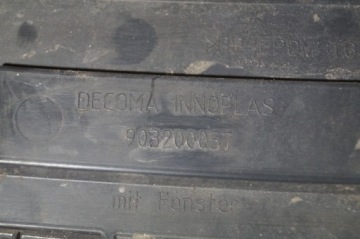 DECOMA INNOPLAS
903200037
mit Fenster